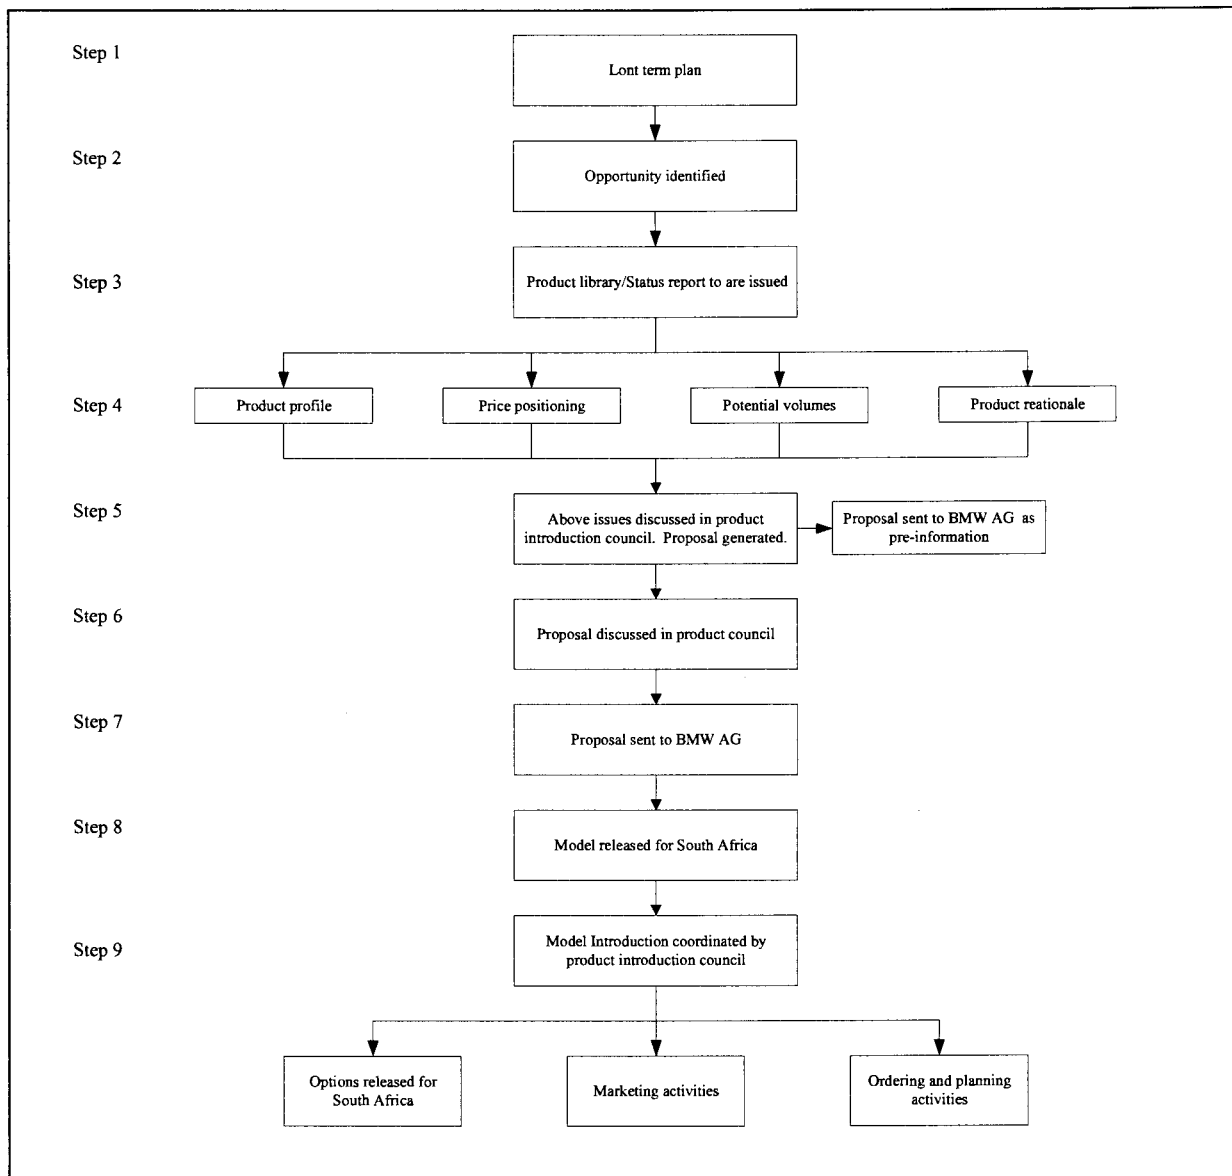 Step 1
Lont term plan
Step 2
Opportunity identified
Step 3
Product library/Status report to are issued
Step 4
Product profile
Price positioning
Potential volumes
Product reationale
Step 5
Above issues discussed in product
introduction council. Proposal generated.
Proposal sent to BMW AG as
pre-information
Step 6
Proposal discussed in product council
Step 7
Proposal sent to BMW AG
Step 8
Model released for South Africa
Step 9
Model Introduction coordinated by
product introduction council
Options released for
South Africa
Marketing activities
Ordering and planning
activities